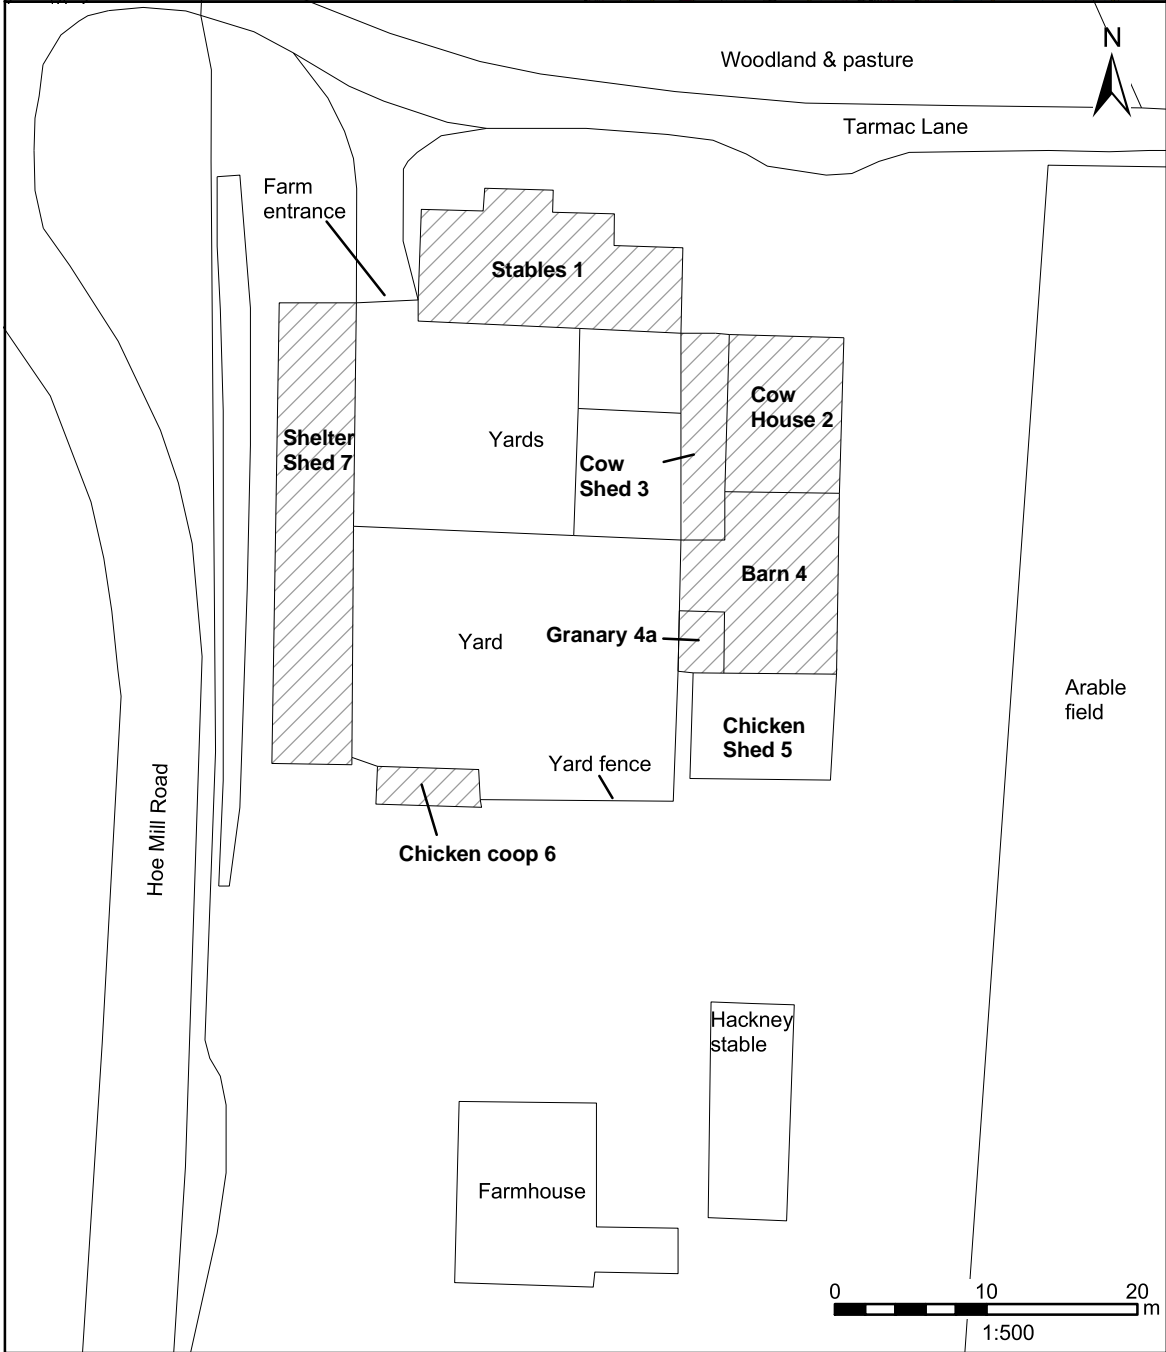 N
Woodland & pasture
Tarmac Lane
Farm
entrance
Stables 1
Cow
House 2
Shelter
Shed 7
Yards
Cow
Shed 3
Barn 4
Granary 4a
Yard
Arable
field
Chicken
Shed 5
Yard fence
Hoe Mill Road
Chicken coop 6
Hackney
stable
Farmhouse
0 10 20
m
1:500